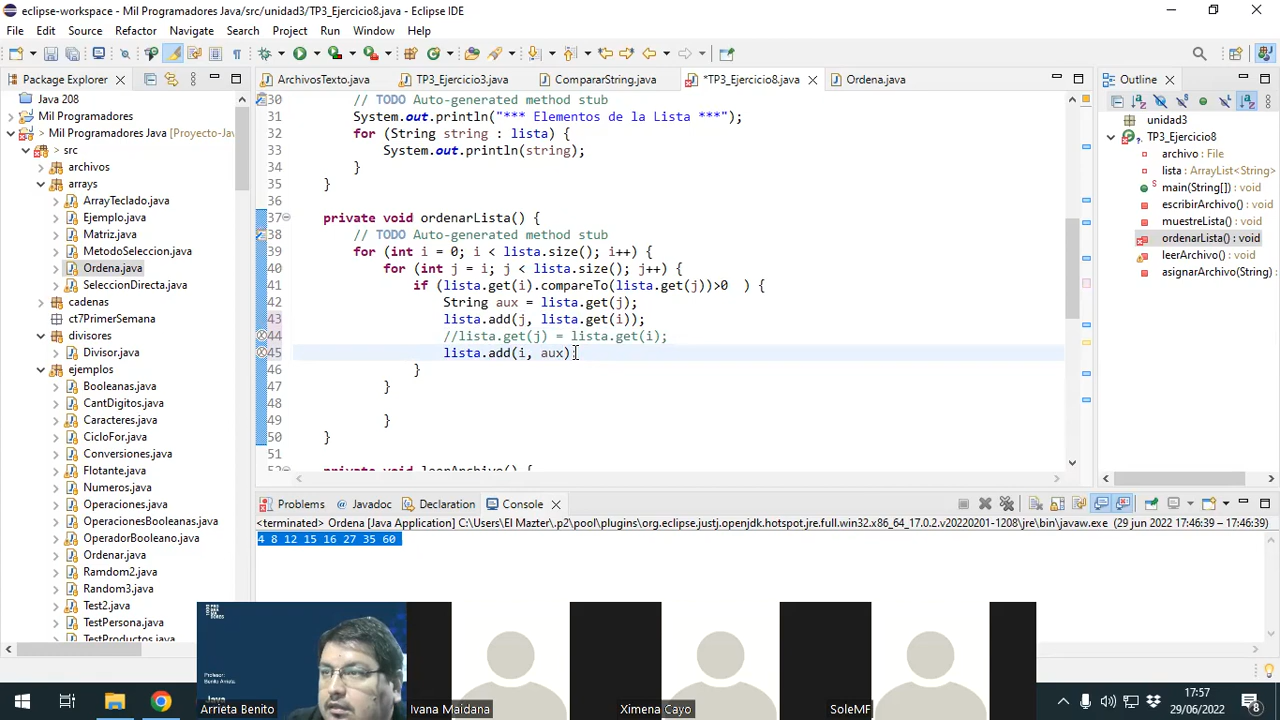 eclipse-workspace - Mil Programadores Java/src/unidad3/TP3_Ejercicio8.java - Eclipse IDE
File Edit Source Refactor Navigate Search Project Run Window Help
Package Explorer
ArchivosTexto.java
TP3_Ejercicio3.java
CompararString.java
*TP3_Ejercicio8.java
Ordena.java
Outline
Java 208
Mil Programadores
> Mil Programadores Java [Proyecto-Jav
> src
archivos
arrays
ArrayTeclado.java
Ejemplo.java
Matriz.java
MetodoSeleccion.java
Ordena.java
SeleccionDirecta.java
cadenas
ct7PrimerSemana
divisores
Divisor.java
ejemplos
Booleanas.java
CantDigitos.java
Caracteres.java
CicloFor.java
Conversiones.java
Flotante.java
Numeros.java
Operaciones.java
OperacionesBooleanas.java
OperadorBooleano.java
Ordenar.java
Ramdom2.java
Random3.java
Test2.java
TestPersona.java
TestProductos.java
30 // TODO Auto-generated method stub
31 System.out.println("*** Elementos de la Lista ***");
32 for (String string : lista) {
33 System.out.println(string);
34 }
35 }
36
37 private void ordenarLista() {
38 // TODO Auto-generated method stub
39 for (int i = 0; i < lista.size(); i++) {
40 for (int j = i; j < lista.size(); j++) {
41 if (lista.get(i).compareTo(lista.get(j))>0 ) {
42 String aux = lista.get(j);
43 lista.add(j, lista.get(i));
44 //lista.get(j) = lista.get(i);
45 lista.add(i, aux)
46 }
47 }
48
49 }
50 }
51
52 private void leerArchivo() {
unidad3
TP3_Ejercicio8
archivo : File
lista : ArrayList<String>
main(String[]) : void
escribirArchivo() : void
muestreLista() : void
ordenarLista() : void
leerArchivo() : void
asignarArchivo(String) :
Problems Javadoc Declaration Console
<terminated> Ordena [Java Application] C:\Users\El Mazter\.p2\pool\plugins\org.eclipse.justj.openjdk.hotspot.jre.full.win32.x86_64_17.0.2.v20220201-1208\jre\bin\javaw.exe (29 jun 2022 17:46:39 – 17:46:39)
4 8 12 15 16 27 35 60
Profesor:
Benito Arrieta.
Java
Arrieta Benito
Ivana Maidana
Ximena Cayo
SoleMF
17:57
29/06/2022
8